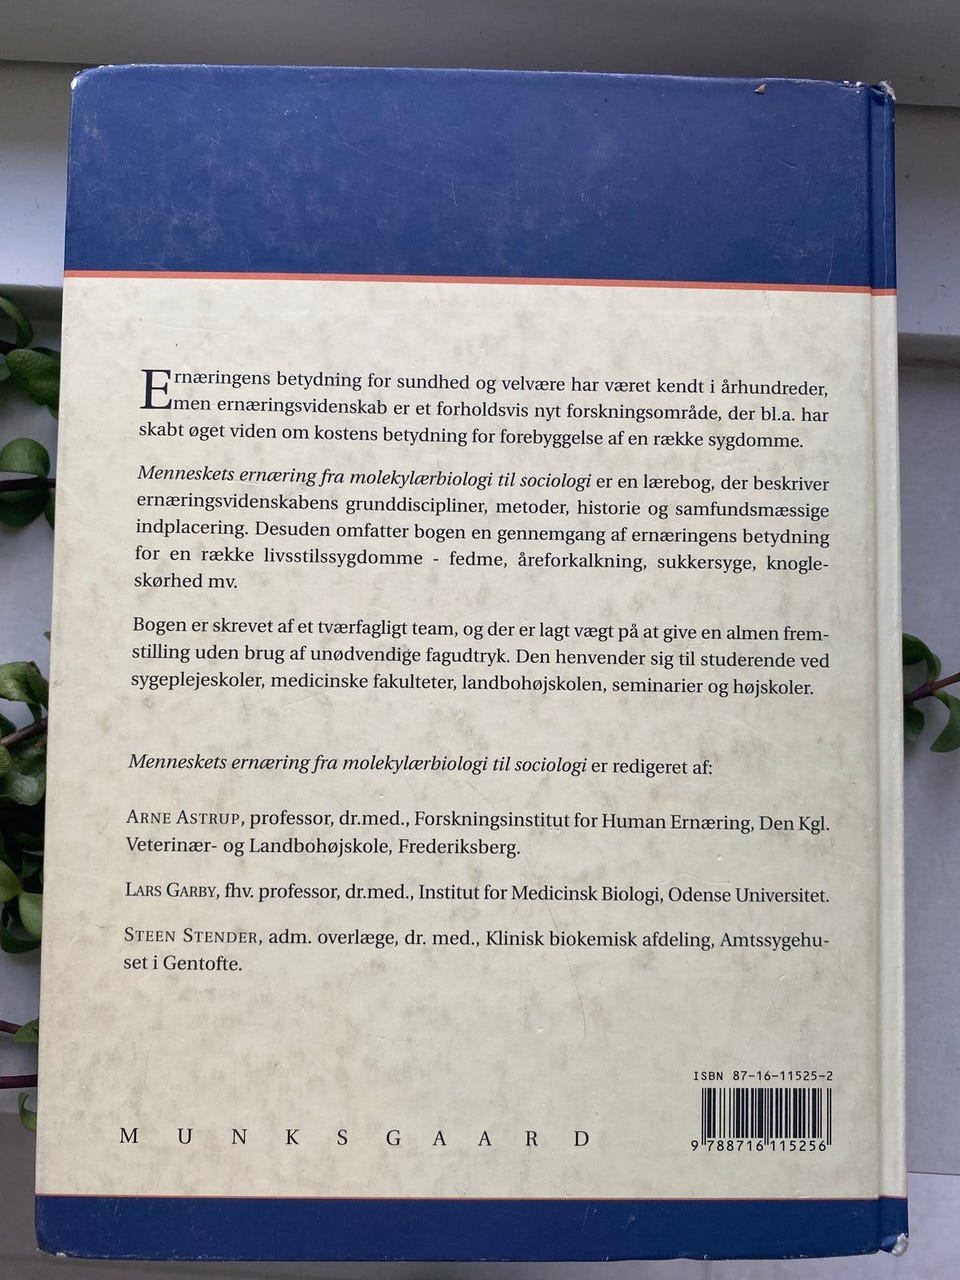 Ernæringens betydning for sundhed og velvære har været kendt i århundreder,
men ernæringsvidenskab er et forholdsvis nyt forskningsområde, der bl.a. har
skabt øget viden om kostens betydning for forebyggelse af en række sygdomme.
Menneskets ernæring fra molekylærbiologi til sociologi er en lærebog, der beskriver
ernæringsvidenskabens grunddiscipliner, metoder, historie og samfundsmæssige
indplacering. Desuden omfatter bogen en gennemgang af ernæringens betydning
for en række livsstilssygdomme - fedme, åreforkalkning, sukkersyge, knogle-
skørhed mv.
Bogen er skrevet af et tværfagligt team, og der er lagt vægt på at give en almen frem-
stilling uden brug af unødvendige fagudtryk. Den henvender sig til studerende ved
sygeplejeskoler, medicinske fakulteter, landbohøjskolen, seminarier og højskoler.
Menneskets ernæring fra molekylærbiologi til sociologi er redigeret af:
ARNE ASTRUP, professor, dr.med., Forskningsinstitut for Human Ernæring, Den Kgl.
Veterinær- og Landbohøjskole, Frederiksberg.
LARS GARBY, fhv. professor, dr.med., Institut for Medicinsk Biologi, Odense Universitet.
STEEN STENDER, adm. overlæge, dr. med., Klinisk biokemisk afdeling, Amtssygehu-
set i Gentofte.
ISBN 87-16-11525-2
9 788716 115256
MUNKSGAARD